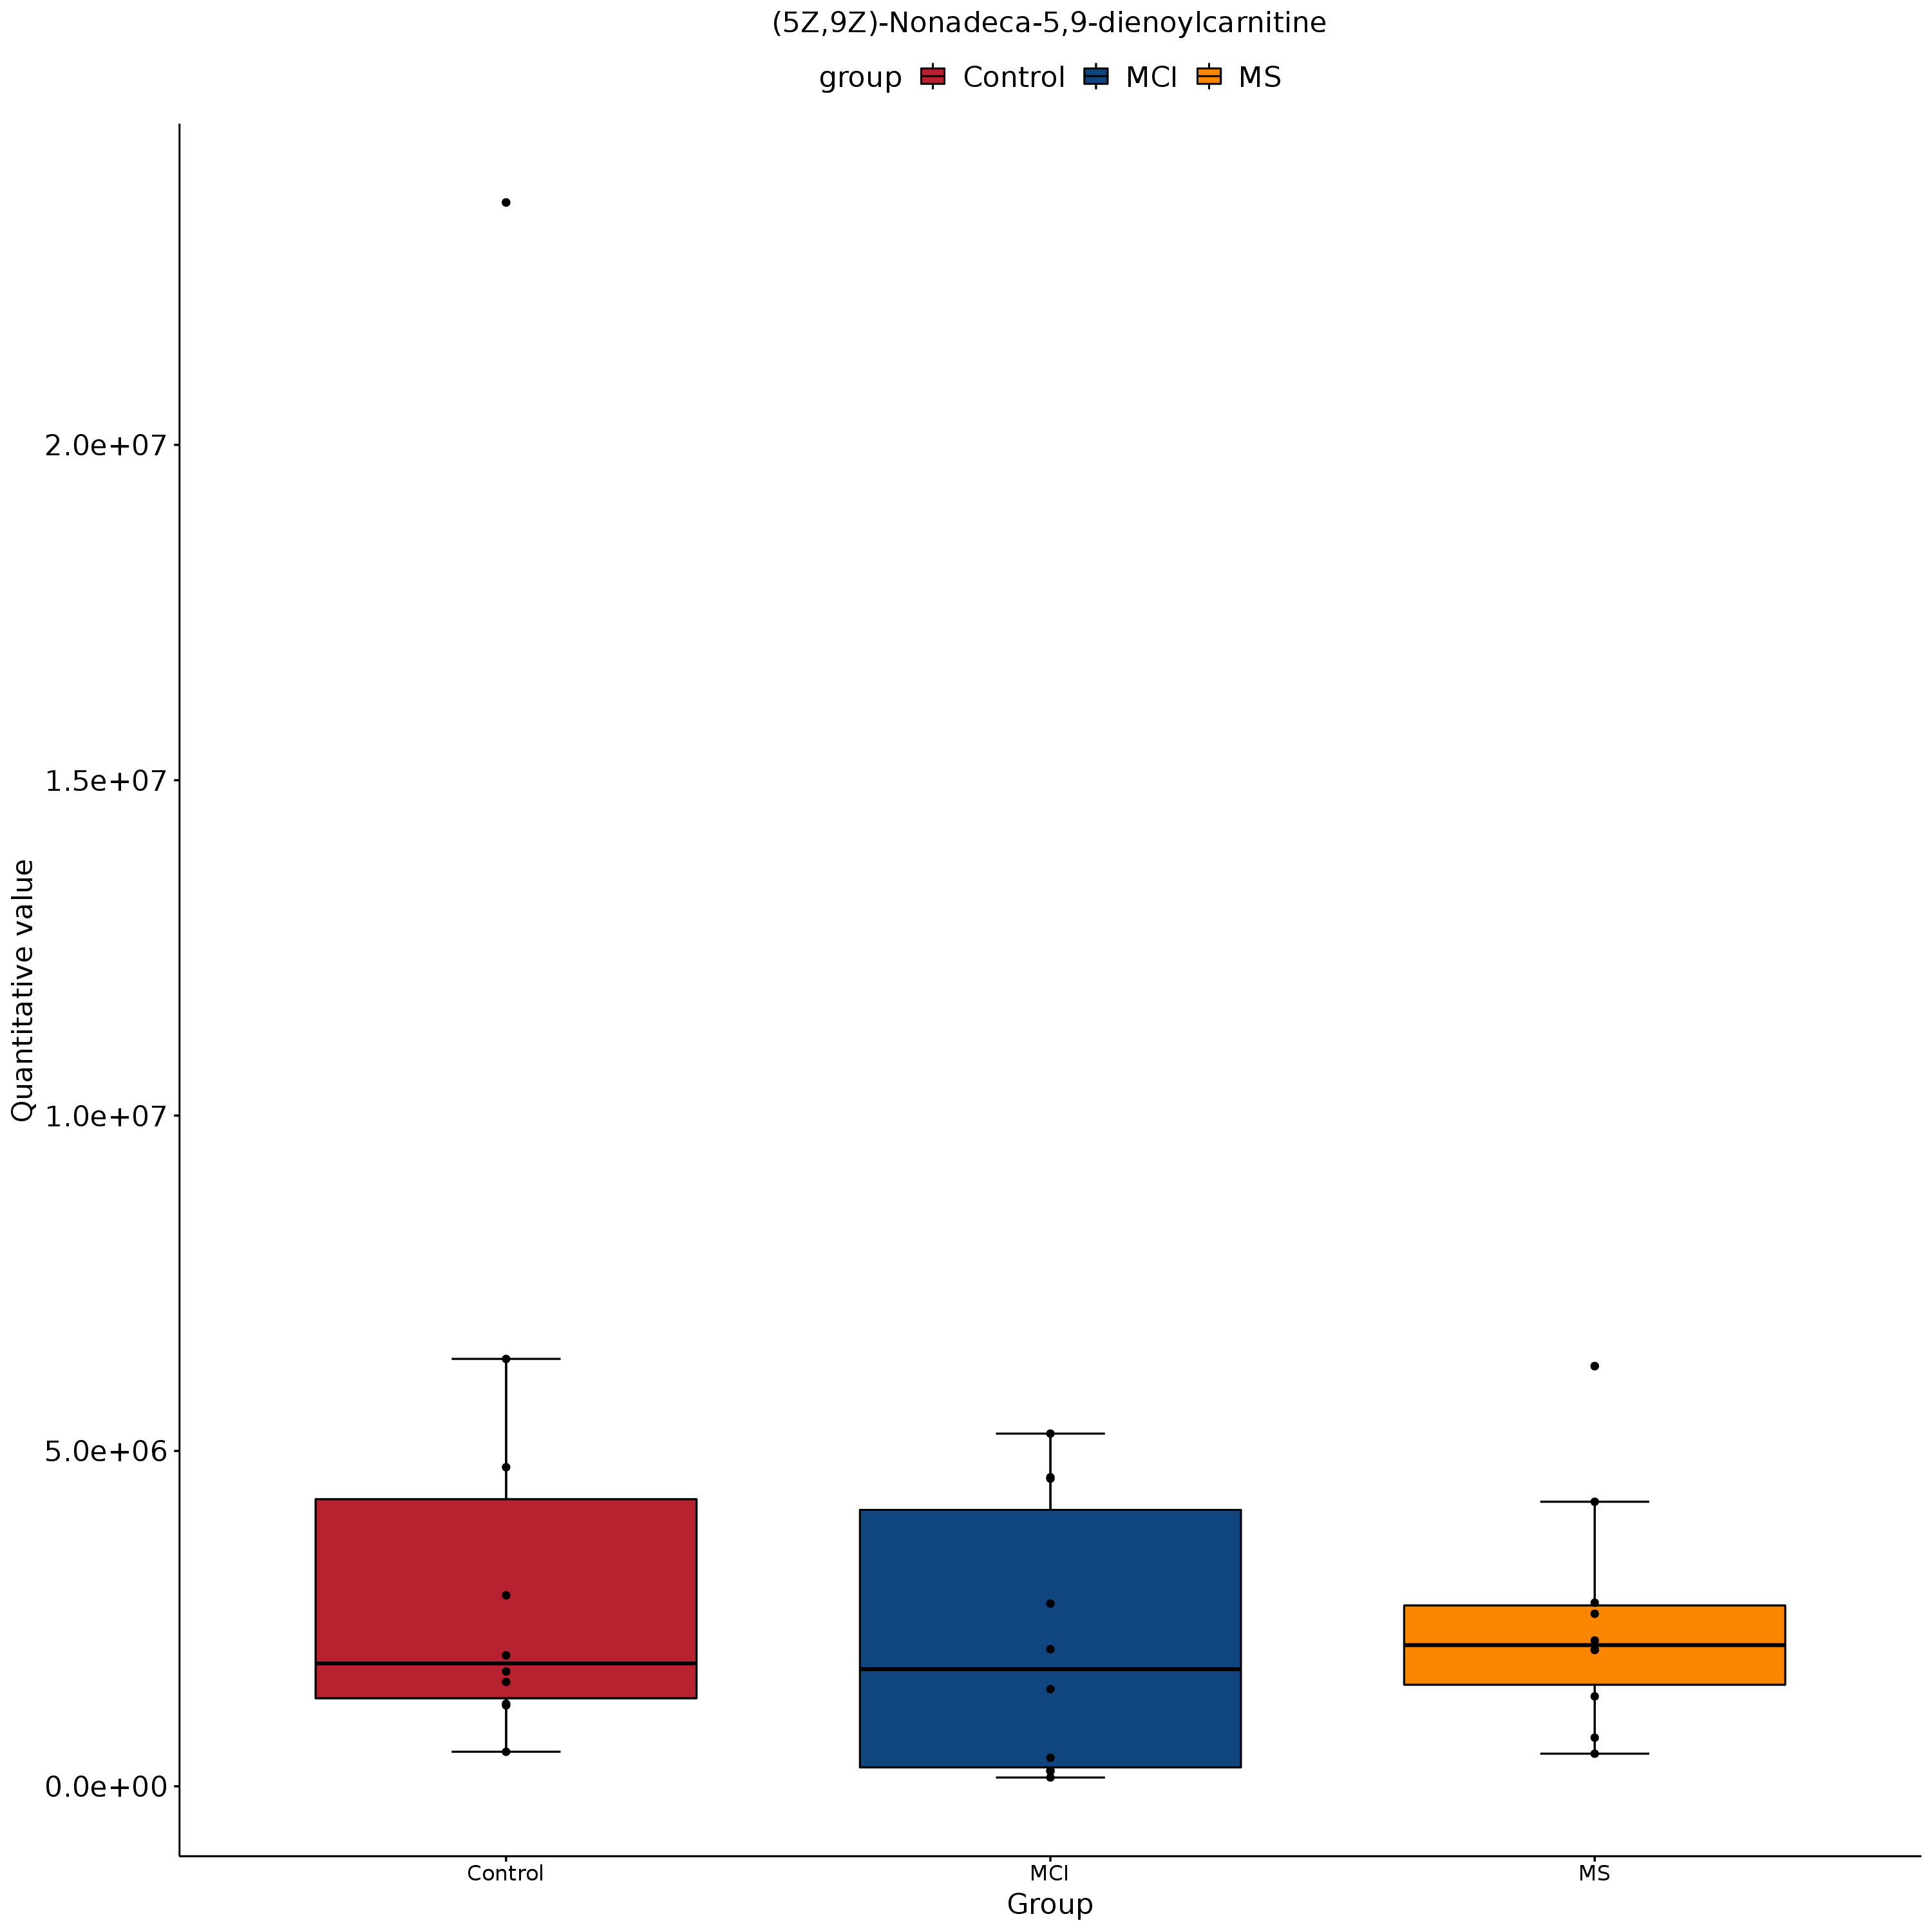 (5Z,9Z)-Nonadeca-5,9-dienoylcarnitine
group Control MCI MS
2.0e+07
1.5e+07
1.0e+07
5.0e+06
0.0e+00
Quantitative value
Control MCI MS
Group